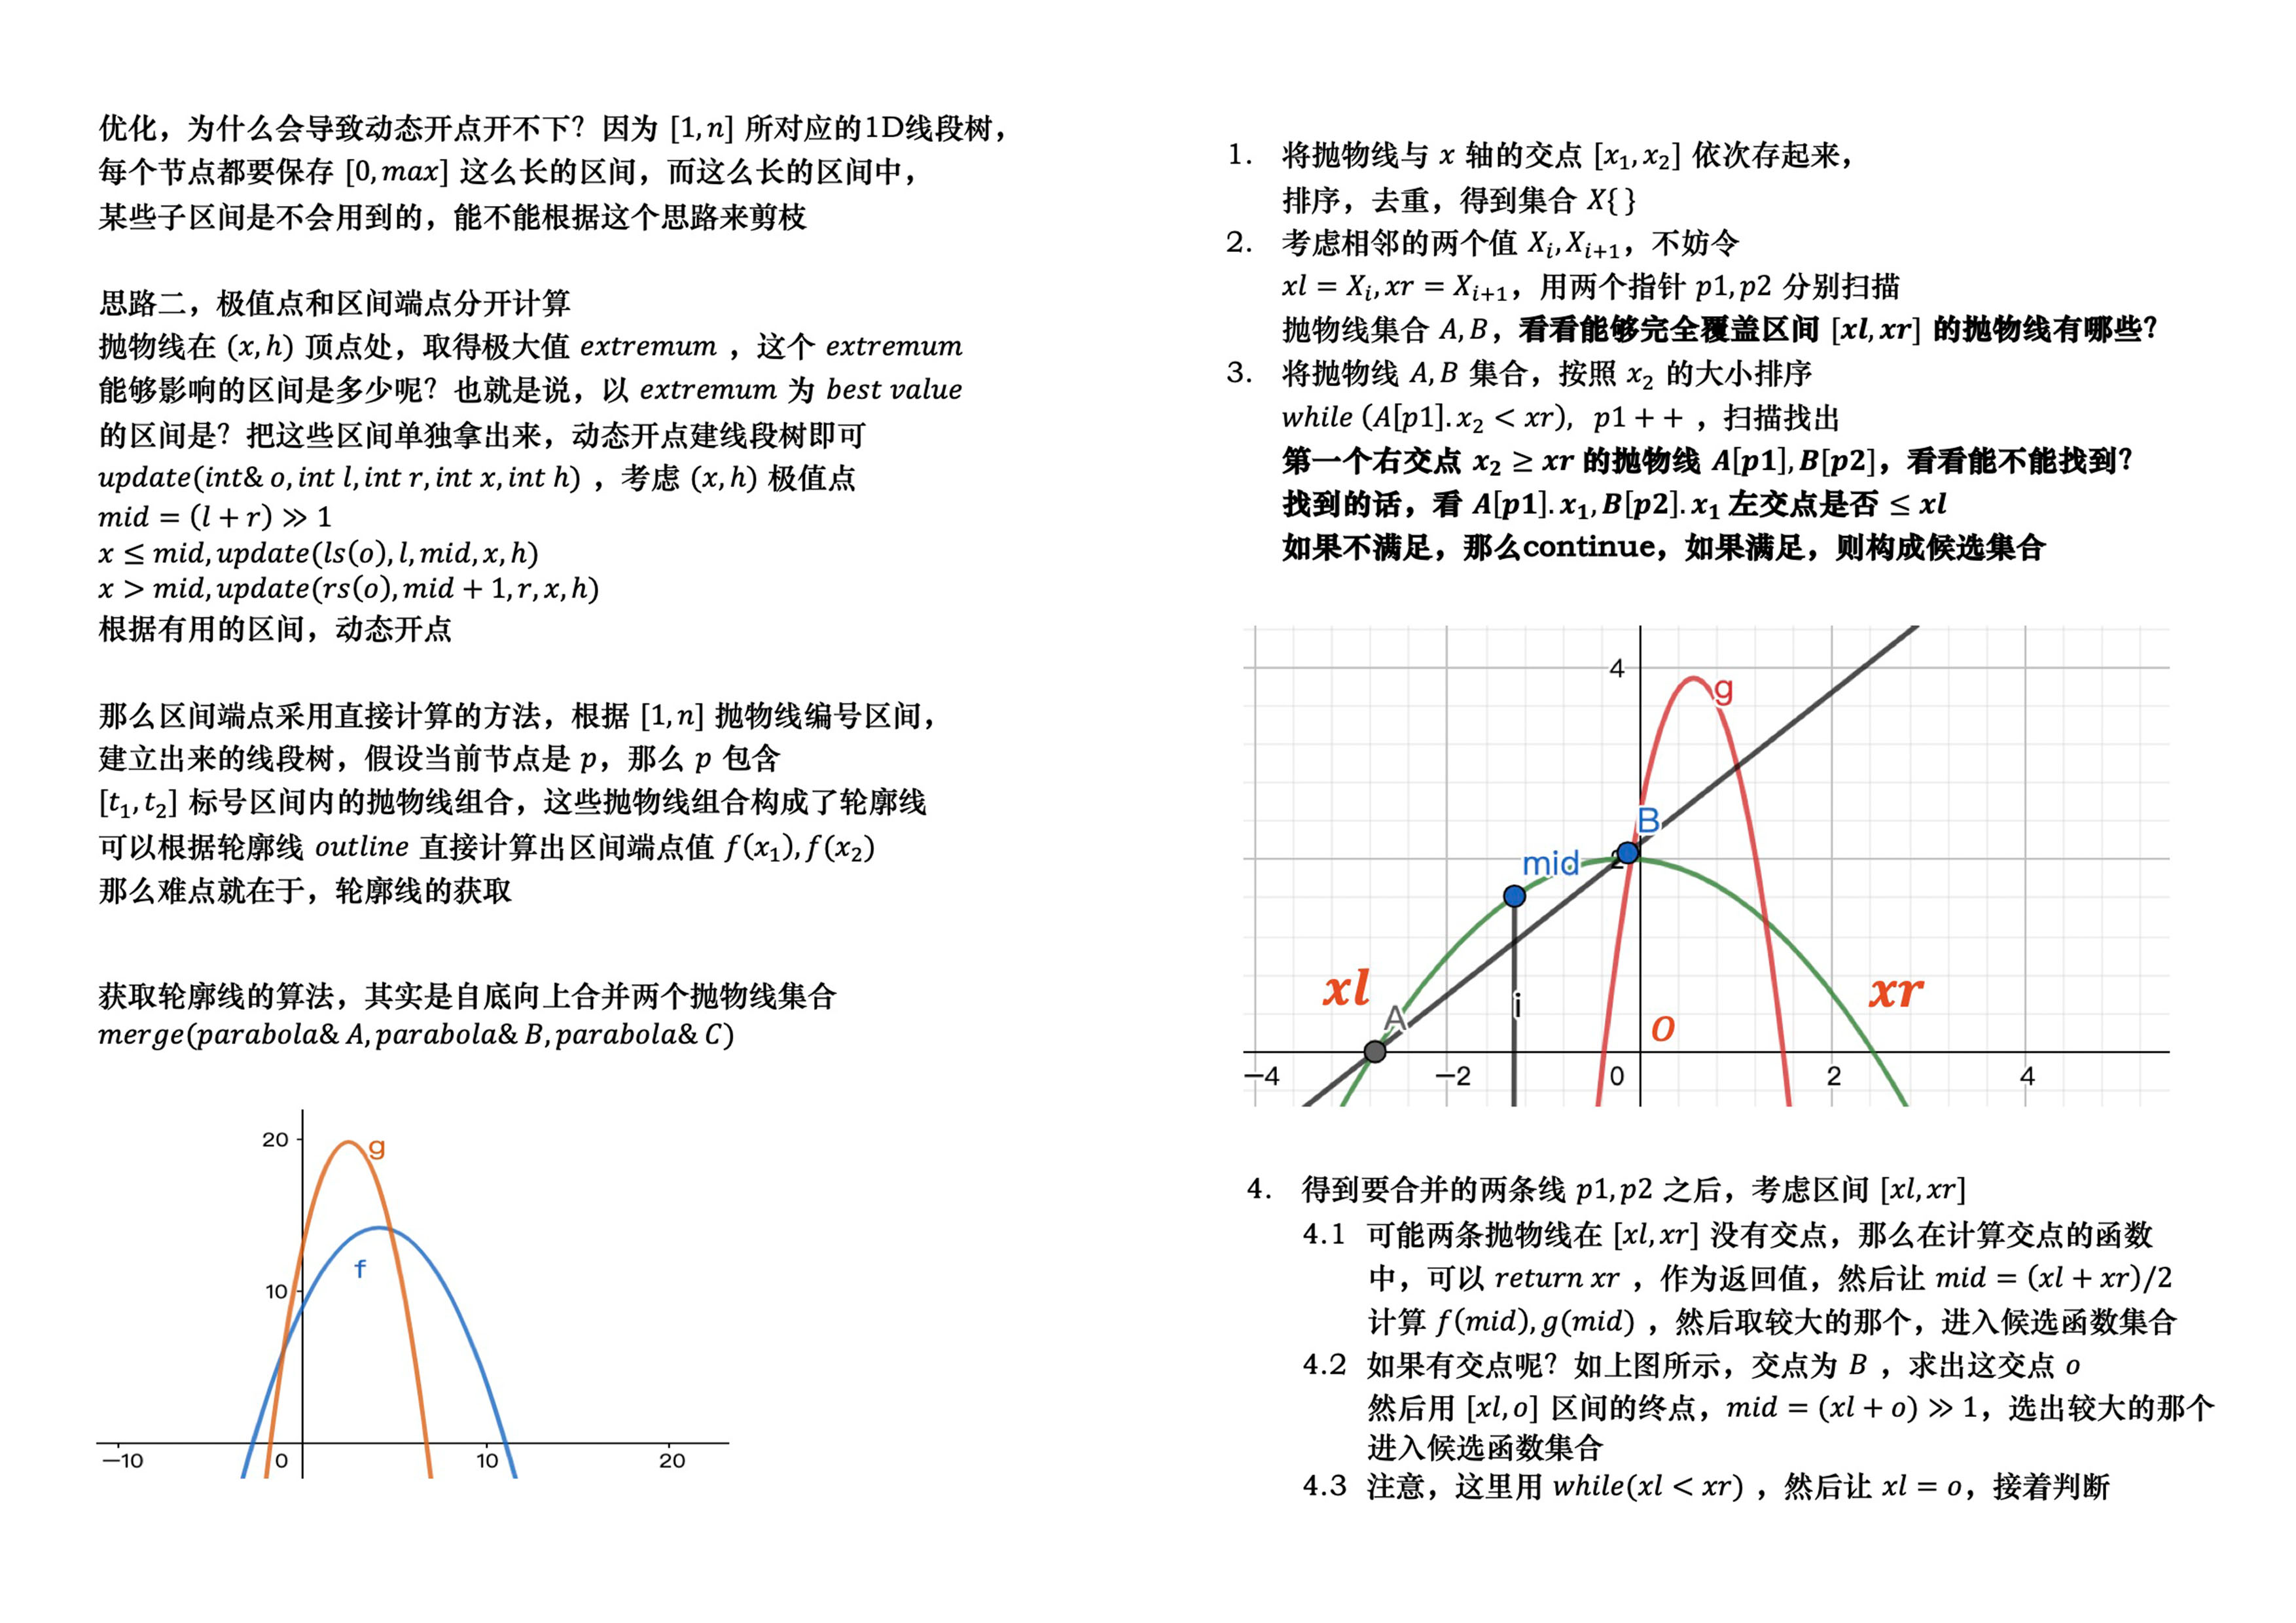 优化，为什么会导致动态开点开不下？因为 [1, n] 所对应的1D线段树，
每个节点都要保存 [0, max] 这么长的区间，而这么长的区间中，
某些子区间是不会用到的，能不能根据这个思路来剪枝
思路二，极值点和区间端点分开计算
抛物线在 (x, h) 顶点处，取得极大值 extremum ，这个 extremum
能够影响的区间是多少呢？也就是说，以 extremum 为 best value
的区间是？把这些区间单独拿出来，动态开点建线段树即可
update(int& o, int l, int r, int x, int h) ，考虑 (x, h) 极值点
mid = (l + r) ≫ 1
x ≤ mid, update(ls(o), l, mid, x, h)
x > mid, update(rs(o), mid + 1, r, x, h)
根据有用的区间，动态开点
那么区间端点采用直接计算的方法，根据 [1, n] 抛物线编号区间，
建立出来的线段树，假设当前节点是 p，那么 p 包含
[t₁, t₂] 标号区间内的抛物线组合，这些抛物线组合构成了轮廓线
可以根据轮廓线 outline 直接计算出区间端点值 f(x₁), f(x₂)
那么难点就在于，轮廓线的获取
获取轮廓线的算法，其实是自底向上合并两个抛物线集合
merge(parabola& A, parabola& B, parabola& C)
20
g
f
10
−10
0
10
20
1. 将抛物线与 x 轴的交点 [x₁, x₂] 依次存起来，
排序，去重，得到集合 X{ }
2. 考虑相邻的两个值 Xᵢ, Xᵢ₊₁，不妨令
xl = Xᵢ, xr = Xᵢ₊₁，用两个指针 p1, p2 分别扫描
抛物线集合 A, B，看看能够完全覆盖区间 [xl, xr] 的抛物线有哪些？
3. 将抛物线 A, B 集合，按照 x₂ 的大小排序
while (A[p1]. x₂ < xr)， p1 + + ，扫描找出
第一个右交点 x₂ ≥ xr 的抛物线 A[p1], B[p2]，看看能不能找到？
找到的话，看 A[p1]. x₁, B[p2]. x₁ 左交点是否 ≤ xl
如果不满足，那么continue，如果满足，则构成候选集合
4
g
B
mid
2
xl
A
i
o
xr
−4
−2
0
2
4
4. 得到要合并的两条线 p1, p2 之后，考虑区间 [xl, xr]
4.1 可能两条抛物线在 [xl, xr] 没有交点，那么在计算交点的函数
中，可以 return xr ，作为返回值，然后让 mid = (xl + xr)/2
计算 f(mid), g(mid) ，然后取较大的那个，进入候选函数集合
4.2 如果有交点呢？如上图所示，交点为 B ，求出这交点 o
然后用 [xl, o] 区间的终点，mid = (xl + o) ≫ 1，选出较大的那个
进入候选函数集合
4.3 注意，这里用 while(xl < xr) ，然后让 xl = o，接着判断